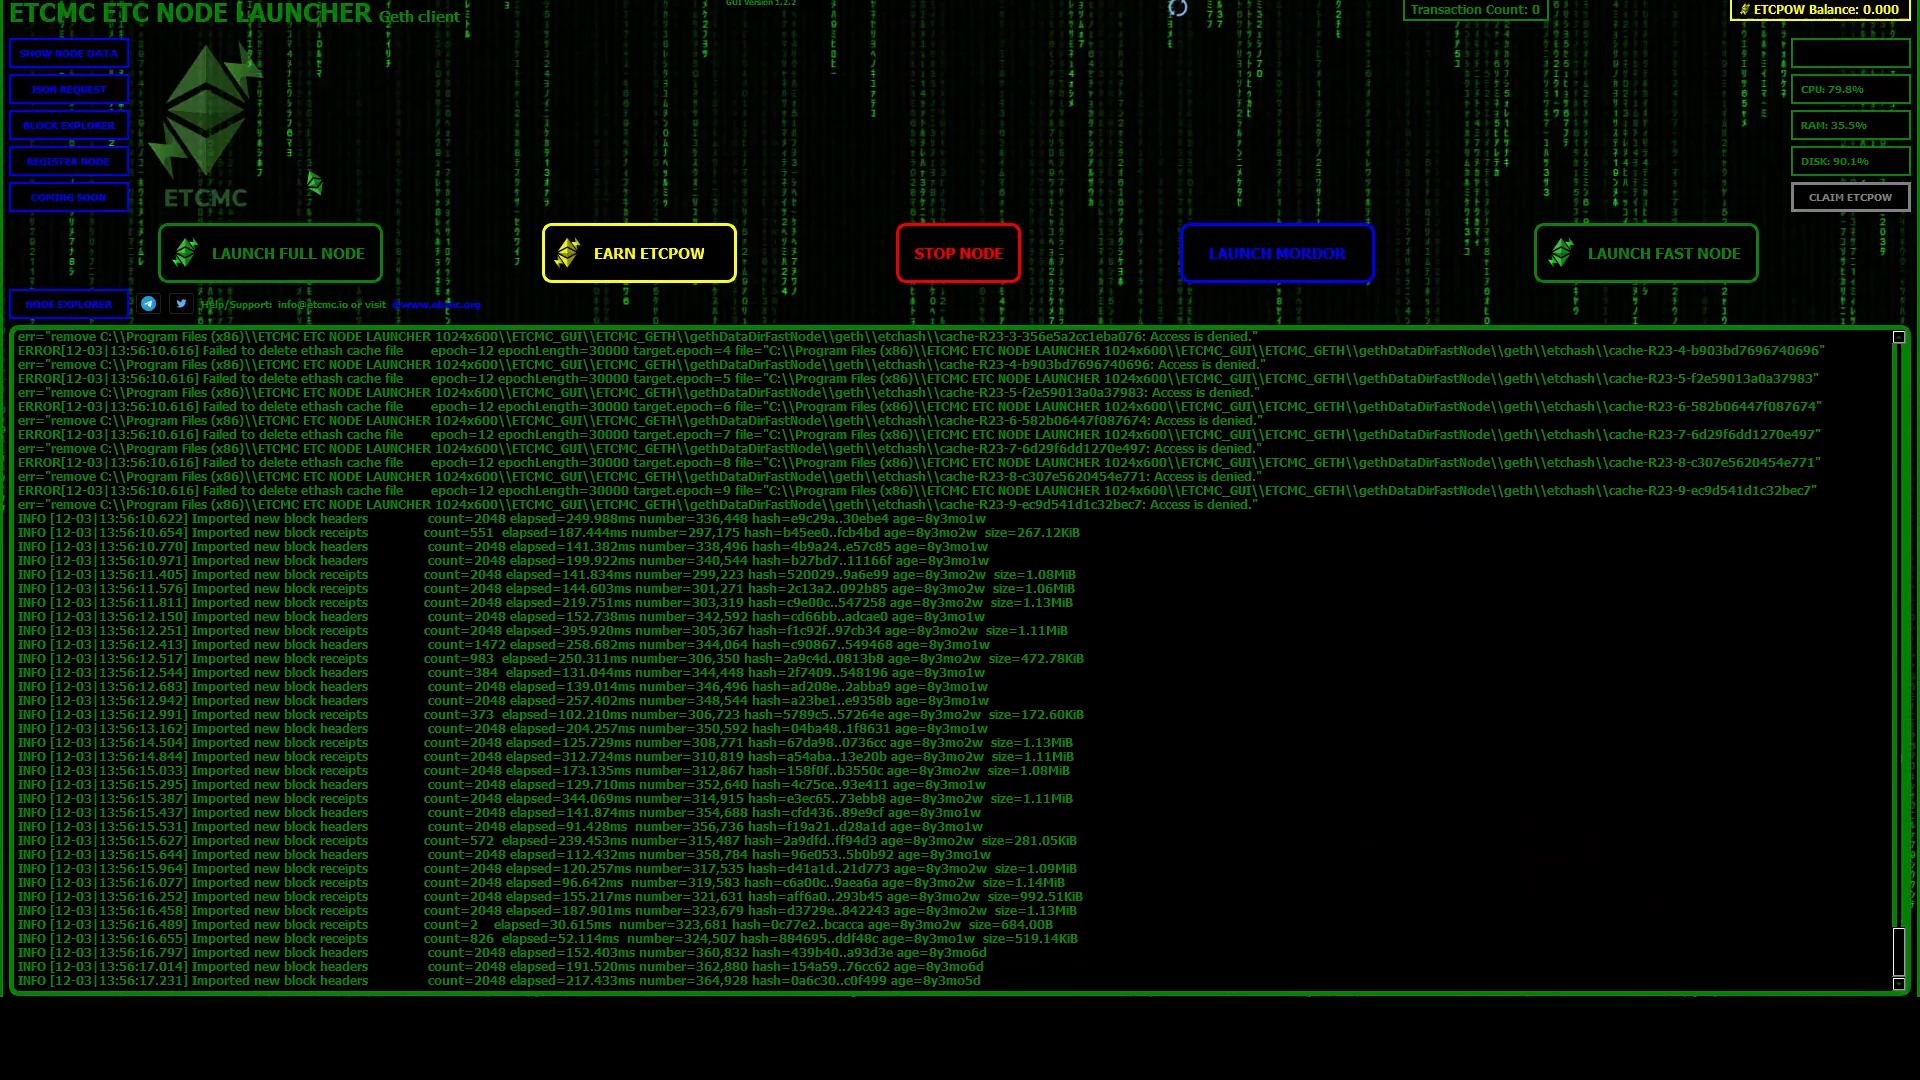 ETCMC ETC NODE LAUNCHER Geth client
GUI Version 1.2.2
Transaction Count: 0
ETCPOW Balance: 0.000
SHOW NODE DATA
JSON REQUEST
BLOCK EXPLORER
REGISTER NODE
COMING SOON
ETCMC
CPU: 79.8%
RAM: 35.5%
DISK: 90.1%
CLAIM ETCPOW
LAUNCH FULL NODE
EARN ETCPOW
STOP NODE
LAUNCH MORDOR
LAUNCH FAST NODE
NODE EXPLORER
Help/Support: info@etcmc.io or visit
err="remove C:\\Program Files (x86)\\ETCMC ETC NODE LAUNCHER 1024x600\\ETCMC_GUI\\ETCMC_GETH\\gethDataDirFastNode\\geth\\etchash\\cache-R23-3-356e5a2cc1eba076: Access is denied."
ERROR[12-03|13:56:10.616] Failed to delete ethash cache file epoch=12 epochLength=30000 target.epoch=4 file="C:\\Program Files (x86)\\ETCMC ETC NODE LAUNCHER 1024x600\\ETCMC_GUI\\ETCMC_GETH\\gethDataDirFastNode\\geth\\etchash\\cache-R23-4-b903bd7696740696"
err="remove C:\\Program Files (x86)\\ETCMC ETC NODE LAUNCHER 1024x600\\ETCMC_GUI\\ETCMC_GETH\\gethDataDirFastNode\\geth\\etchash\\cache-R23-4-b903bd7696740696: Access is denied."
ERROR[12-03|13:56:10.616] Failed to delete ethash cache file epoch=12 epochLength=30000 target.epoch=5 file="C:\\Program Files (x86)\\ETCMC ETC NODE LAUNCHER 1024x600\\ETCMC_GUI\\ETCMC_GETH\\gethDataDirFastNode\\geth\\etchash\\cache-R23-5-f2e59013a0a37983"
err="remove C:\\Program Files (x86)\\ETCMC ETC NODE LAUNCHER 1024x600\\ETCMC_GUI\\ETCMC_GETH\\gethDataDirFastNode\\geth\\etchash\\cache-R23-5-f2e59013a0a37983: Access is denied."
ERROR[12-03|13:56:10.616] Failed to delete ethash cache file epoch=12 epochLength=30000 target.epoch=6 file="C:\\Program Files (x86)\\ETCMC ETC NODE LAUNCHER 1024x600\\ETCMC_GUI\\ETCMC_GETH\\gethDataDirFastNode\\geth\\etchash\\cache-R23-6-582b06447f087674"
err="remove C:\\Program Files (x86)\\ETCMC ETC NODE LAUNCHER 1024x600\\ETCMC_GUI\\ETCMC_GETH\\gethDataDirFastNode\\geth\\etchash\\cache-R23-6-582b06447f087674: Access is denied."
ERROR[12-03|13:56:10.616] Failed to delete ethash cache file epoch=12 epochLength=30000 target.epoch=7 file="C:\\Program Files (x86)\\ETCMC ETC NODE LAUNCHER 1024x600\\ETCMC_GUI\\ETCMC_GETH\\gethDataDirFastNode\\geth\\etchash\\cache-R23-7-6d29f6dd1270e497"
err="remove C:\\Program Files (x86)\\ETCMC ETC NODE LAUNCHER 1024x600\\ETCMC_GUI\\ETCMC_GETH\\gethDataDirFastNode\\geth\\etchash\\cache-R23-7-6d29f6dd1270e497: Access is denied."
ERROR[12-03|13:56:10.616] Failed to delete ethash cache file epoch=12 epochLength=30000 target.epoch=8 file="C:\\Program Files (x86)\\ETCMC ETC NODE LAUNCHER 1024x600\\ETCMC_GUI\\ETCMC_GETH\\gethDataDirFastNode\\geth\\etchash\\cache-R23-8-c307e5620454e771"
err="remove C:\\Program Files (x86)\\ETCMC ETC NODE LAUNCHER 1024x600\\ETCMC_GUI\\ETCMC_GETH\\gethDataDirFastNode\\geth\\etchash\\cache-R23-8-c307e5620454e771: Access is denied."
ERROR[12-03|13:56:10.616] Failed to delete ethash cache file epoch=12 epochLength=30000 target.epoch=9 file="C:\\Program Files (x86)\\ETCMC ETC NODE LAUNCHER 1024x600\\ETCMC_GUI\\ETCMC_GETH\\gethDataDirFastNode\\geth\\etchash\\cache-R23-9-ec9d541d1c32bec7"
err="remove C:\\Program Files (x86)\\ETCMC ETC NODE LAUNCHER 1024x600\\ETCMC_GUI\\ETCMC_GETH\\gethDataDirFastNode\\geth\\etchash\\cache-R23-9-ec9d541d1c32bec7: Access is denied."
INFO [12-03|13:56:10.622] Imported new block headers count=2048 elapsed=249.988ms number=336,448 hash=e9c29a..30ebe4 age=8y3mo1w
INFO [12-03|13:56:10.654] Imported new block receipts count=551 elapsed=187.444ms number=297,175 hash=b45ee0..fcb4bd age=8y3mo2w size=267.12KiB
INFO [12-03|13:56:10.770] Imported new block headers count=2048 elapsed=141.382ms number=338,496 hash=4b9a24..e57c85 age=8y3mo1w
INFO [12-03|13:56:10.971] Imported new block headers count=2048 elapsed=199.922ms number=340,544 hash=b27bd7..11166f age=8y3mo1w
INFO [12-03|13:56:11.405] Imported new block receipts count=2048 elapsed=141.834ms number=299,223 hash=520029..9a6e99 age=8y3mo2w size=1.08MiB
INFO [12-03|13:56:11.576] Imported new block receipts count=2048 elapsed=144.603ms number=301,271 hash=2c13a2..092b85 age=8y3mo2w size=1.06MiB
INFO [12-03|13:56:11.811] Imported new block receipts count=2048 elapsed=219.751ms number=303,319 hash=c9e00c..547258 age=8y3mo2w size=1.13MiB
INFO [12-03|13:56:12.150] Imported new block headers count=2048 elapsed=152.738ms number=342,592 hash=cd66bb..adcae0 age=8y3mo1w
INFO [12-03|13:56:12.251] Imported new block receipts count=2048 elapsed=395.920ms number=305,367 hash=f1c92f..97cb34 age=8y3mo2w size=1.11MiB
INFO [12-03|13:56:12.413] Imported new block headers count=1472 elapsed=258.682ms number=344,064 hash=c90867..549468 age=8y3mo1w
INFO [12-03|13:56:12.517] Imported new block receipts count=983 elapsed=250.311ms number=306,350 hash=2a9c4d..0813b8 age=8y3mo2w size=472.78KiB
INFO [12-03|13:56:12.544] Imported new block headers count=384 elapsed=131.044ms number=344,448 hash=2f7409..548196 age=8y3mo1w
INFO [12-03|13:56:12.683] Imported new block headers count=2048 elapsed=139.014ms number=346,496 hash=ad208e..2abba9 age=8y3mo1w
INFO [12-03|13:56:12.942] Imported new block headers count=2048 elapsed=257.402ms number=348,544 hash=a23be1..e9358b age=8y3mo1w
INFO [12-03|13:56:12.991] Imported new block receipts count=373 elapsed=102.210ms number=306,723 hash=5789c5..57264e age=8y3mo2w size=172.60KiB
INFO [12-03|13:56:13.162] Imported new block headers count=2048 elapsed=204.257ms number=350,592 hash=04ba48..1f8631 age=8y3mo1w
INFO [12-03|13:56:14.504] Imported new block receipts count=2048 elapsed=125.729ms number=308,771 hash=67da98..0736cc age=8y3mo2w size=1.13MiB
INFO [12-03|13:56:14.844] Imported new block receipts count=2048 elapsed=312.724ms number=310,819 hash=a54aba..13e20b age=8y3mo2w size=1.11MiB
INFO [12-03|13:56:15.033] Imported new block receipts count=2048 elapsed=173.135ms number=312,867 hash=158f0f..b3550c age=8y3mo2w size=1.08MiB
INFO [12-03|13:56:15.295] Imported new block headers count=2048 elapsed=129.710ms number=352,640 hash=4c75ce..93e411 age=8y3mo1w
INFO [12-03|13:56:15.387] Imported new block receipts count=2048 elapsed=344.069ms number=314,915 hash=e3ec65..73ebb8 age=8y3mo2w size=1.11MiB
INFO [12-03|13:56:15.437] Imported new block headers count=2048 elapsed=141.874ms number=354,688 hash=cfd436..89e9cf age=8y3mo1w
INFO [12-03|13:56:15.531] Imported new block headers count=2048 elapsed=91.428ms number=356,736 hash=f19a21..d28a1d age=8y3mo1w
INFO [12-03|13:56:15.627] Imported new block receipts count=572 elapsed=239.453ms number=315,487 hash=2a9dfd..ff94d3 age=8y3mo2w size=281.05KiB
INFO [12-03|13:56:15.644] Imported new block headers count=2048 elapsed=112.432ms number=358,784 hash=96e053..5b0b92 age=8y3mo1w
INFO [12-03|13:56:15.964] Imported new block receipts count=2048 elapsed=120.257ms number=317,535 hash=d41a1d..21d773 age=8y3mo2w size=1.09MiB
INFO [12-03|13:56:16.077] Imported new block receipts count=2048 elapsed=96.642ms number=319,583 hash=c6a00c..9aea6a age=8y3mo2w size=1.14MiB
INFO [12-03|13:56:16.252] Imported new block receipts count=2048 elapsed=155.217ms number=321,631 hash=aff6a0..293b45 age=8y3mo2w size=992.51KiB
INFO [12-03|13:56:16.458] Imported new block receipts count=2048 elapsed=187.901ms number=323,679 hash=d3729e..842243 age=8y3mo2w size=1.13MiB
INFO [12-03|13:56:16.489] Imported new block receipts count=2 elapsed=30.615ms number=323,681 hash=0c77e2..bcacca age=8y3mo2w size=684.00B
INFO [12-03|13:56:16.655] Imported new block receipts count=826 elapsed=52.114ms number=324,507 hash=884695..ddf48c age=8y3mo1w size=519.14KiB
INFO [12-03|13:56:16.797] Imported new block headers count=2048 elapsed=152.403ms number=360,832 hash=439b40..a93d3e age=8y3mo6d
INFO [12-03|13:56:17.014] Imported new block headers count=2048 elapsed=191.520ms number=362,880 hash=154a59..76cc62 age=8y3mo6d
INFO [12-03|13:56:17.231] Imported new block headers count=2048 elapsed=217.433ms number=364,928 hash=0a6c30..c0f499 age=8y3mo5d